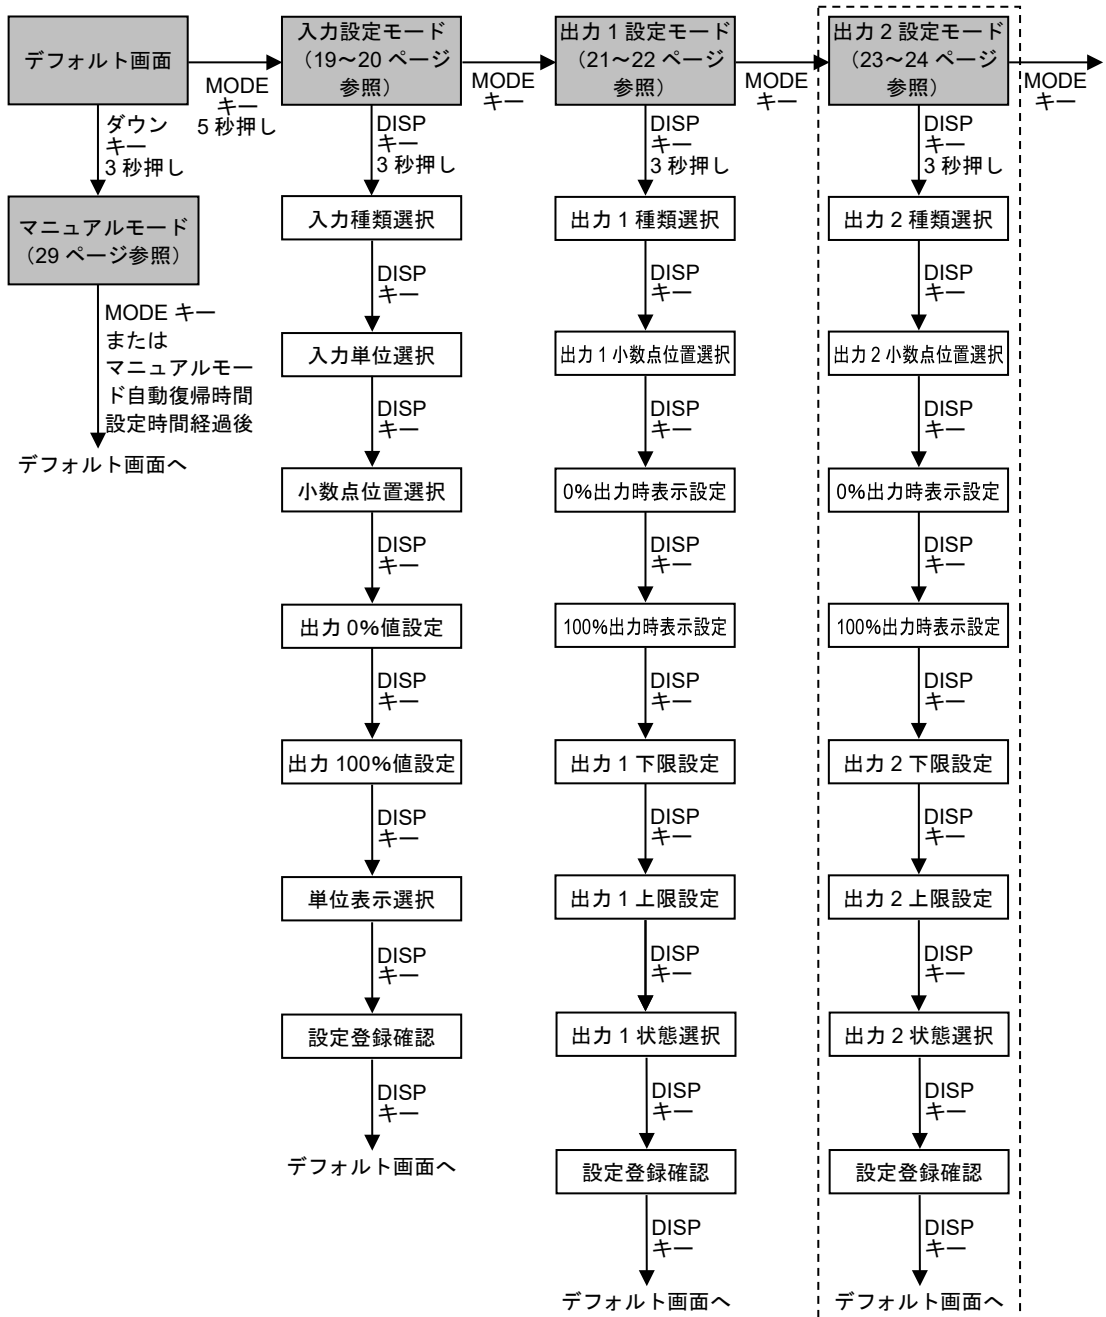 デフォルト画面
MODE
キー
5 秒押し
ダウン
キー
3 秒押し
マニュアルモード
（29 ページ参照）
MODE キー
または
マニュアルモー
ド自動復帰時間
設定時間経過後
デフォルト画面へ
入力設定モード
（19～20 ページ
参照）
MODE
キー
DISP
キー
3 秒押し
入力種類選択
DISP
キー
入力単位選択
DISP
キー
小数点位置選択
DISP
キー
出力 0%値設定
DISP
キー
出力 100%値設定
DISP
キー
単位表示選択
DISP
キー
設定登録確認
DISP
キー
デフォルト画面へ
出力 1 設定モード
（21～22 ページ
参照）
MODE
キー
DISP
キー
3 秒押し
出力 1 種類選択
DISP
キー
出力 1 小数点位置選択
DISP
キー
0%出力時表示設定
DISP
キー
100%出力時表示設定
DISP
キー
出力 1 下限設定
DISP
キー
出力 1 上限設定
DISP
キー
出力 1 状態選択
DISP
キー
設定登録確認
DISP
キー
デフォルト画面へ
出力 2 設定モード
（23～24 ページ
参照）
MODE
キー
DISP
キー
3 秒押し
出力 2 種類選択
DISP
キー
出力 2 小数点位置選択
DISP
キー
0%出力時表示設定
DISP
キー
100%出力時表示設定
DISP
キー
出力 2 下限設定
DISP
キー
出力 2 上限設定
DISP
キー
出力 2 状態選択
DISP
キー
設定登録確認
DISP
キー
デフォルト画面へ